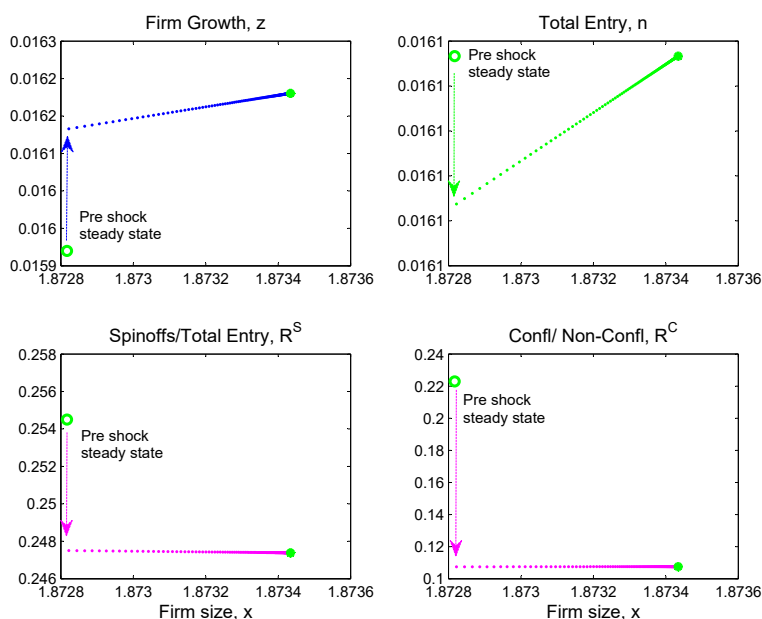 Firm Growth, z
0.0163
0.0162
0.0162
0.0161
0.016
0.016
0.0159
Pre shock
steady state
1.8728 1.873 1.8732 1.8734 1.8736
Total Entry, n
0.0161
0.0161
0.0161
0.0161
0.0161
0.0161
Pre shock
steady state
1.8728 1.873 1.8732 1.8734 1.8736
Spinoffs/Total Entry, R^S
0.258
0.256
0.254
0.252
0.25
0.248
0.246
Pre shock
steady state
1.8728 1.873 1.8732 1.8734 1.8736
Firm size, x
Confl/ Non-Confl, R^C
0.24
0.22
0.2
0.18
0.16
0.14
0.12
0.1
Pre shock
steady state
1.8728 1.873 1.8732 1.8734 1.8736
Firm size, x